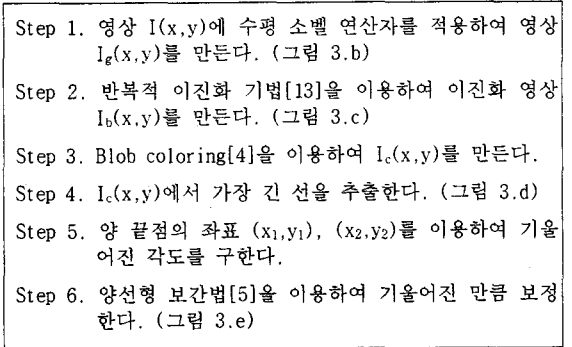 Step 1. 영상 I(x,y)에 수평 소벨 연산자를 적용하여 영상
I_g(x,y)를 만든다. (그림 3.b)
Step 2. 반복적 이진화 기법[13]을 이용하여 이진화 영상
I_b(x,y)를 만든다. (그림 3.c)
Step 3. Blob coloring[4]을 이용하여 I_c(x,y)를 만든다.
Step 4. I_c(x,y)에서 가장 긴 선을 추출한다. (그림 3.d)
Step 5. 양 끝점의 좌표 (x₁,y₁), (x₂,y₂)를 이용하여 기울
어진 각도를 구한다.
Step 6. 양선형 보간법[5]을 이용하여 기울어진 만큼 보정
한다. (그림 3.e)